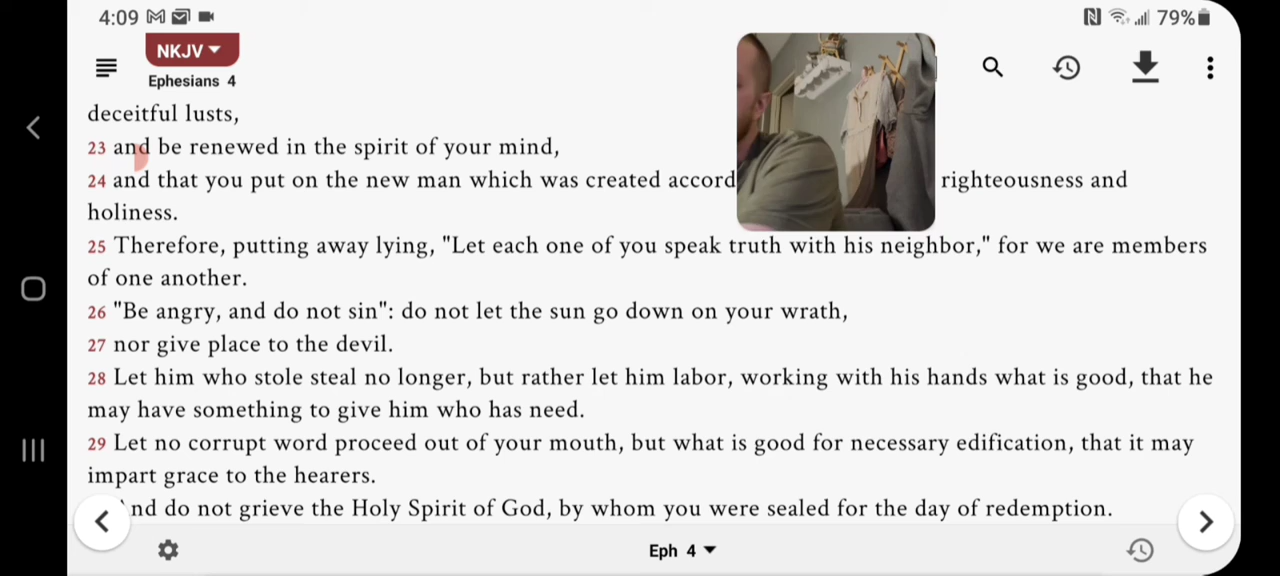 4:09 79%
NKJV
Ephesians 4
deceitful lusts,
23 and be renewed in the spirit of your mind,
24 and that you put on the new man which was created accord righteousness and
holiness.
25 Therefore, putting away lying, "Let each one of you speak truth with his neighbor," for we are members
of one another.
26 "Be angry, and do not sin": do not let the sun go down on your wrath,
27 nor give place to the devil.
28 Let him who stole steal no longer, but rather let him labor, working with his hands what is good, that he
may have something to give him who has need.
29 Let no corrupt word proceed out of your mouth, but what is good for necessary edification, that it may
impart grace to the hearers.
nd do not grieve the Holy Spirit of God, by whom you were sealed for the day of redemption.
Eph 4